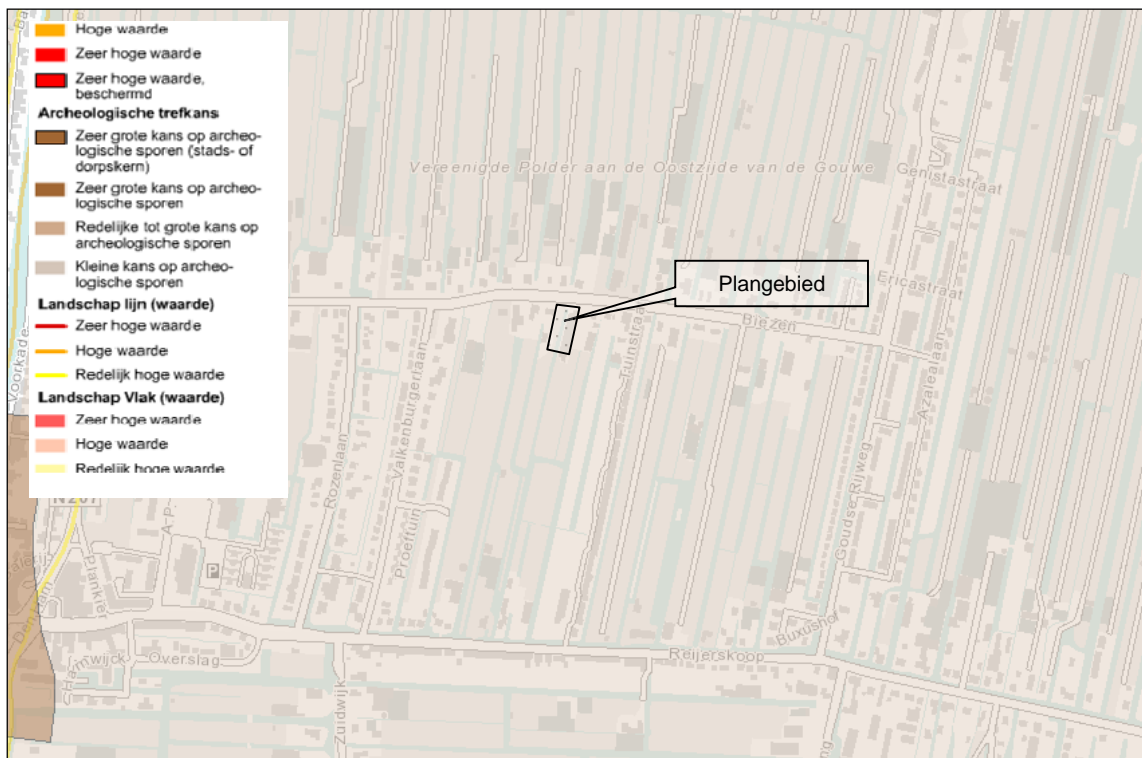 Hoge waarde
Zeer hoge waarde
Zeer hoge waarde,
beschermd
Archeologische trefkans
Zeer grote kans op archeo-
logische sporen (stads- of
dorpskern)
Zeer grote kans op archeo-
logische sporen
Redelijke tot grote kans op
archeologische sporen
Kleine kans op archeo-
logische sporen
Landschap lijn (waarde)
Zeer hoge waarde
Hoge waarde
Redelijk hoge waarde
Landschap Vlak (waarde)
Zeer hoge waarde
Hoge waarde
Redelijk hoge waarde
Vereenigde Polder aan de Oostzijde van de Gouwe
Genistastraat
Ericastraat
Plangebied
Biezen
Tuinstraa
Azalealaan
Goudse Rijweg
Voorkade
Rozenlaan
Valkenburgerlaan
Proeftuin
P
Plankier
Overslag
Zuidwijk
Reijerskoop
Buxushof